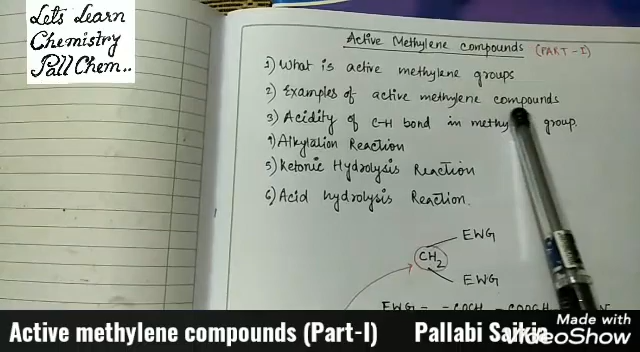 Let's Learn
Chemistry
Pall Chem..
Active Methylene compounds (PART-I)
1) What is active methylene groups
2) Examples of active methylene compounds
3) Acidity of C-H bond in methyl group.
4) Alkylation Reaction
5) Ketonic Hydrolysis Reaction
6) Acid hydrolysis Reaction.
EWG
CH2
EWG
EWG
Active methylene compounds (Part-I) Pallabi Saikia
Made with
VideoShow